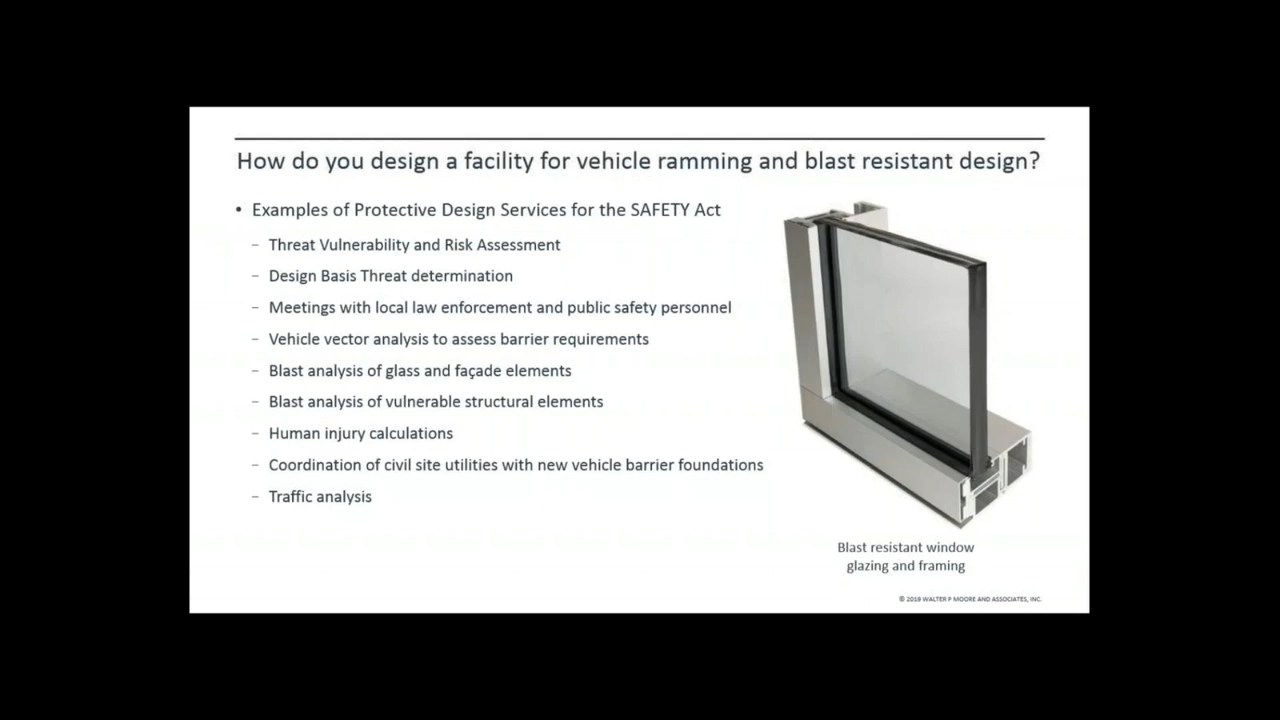 How do you design a facility for vehicle ramming and blast resistant design?
• Examples of Protective Design Services for the SAFETY Act
– Threat Vulnerability and Risk Assessment
– Design Basis Threat determination
– Meetings with local law enforcement and public safety personnel
– Vehicle vector analysis to assess barrier requirements
– Blast analysis of glass and façade elements
– Blast analysis of vulnerable structural elements
– Human injury calculations
– Coordination of civil site utilities with new vehicle barrier foundations
– Traffic analysis
Blast resistant window
glazing and framing
© 2019 WALTER P MOORE AND ASSOCIATES, INC.